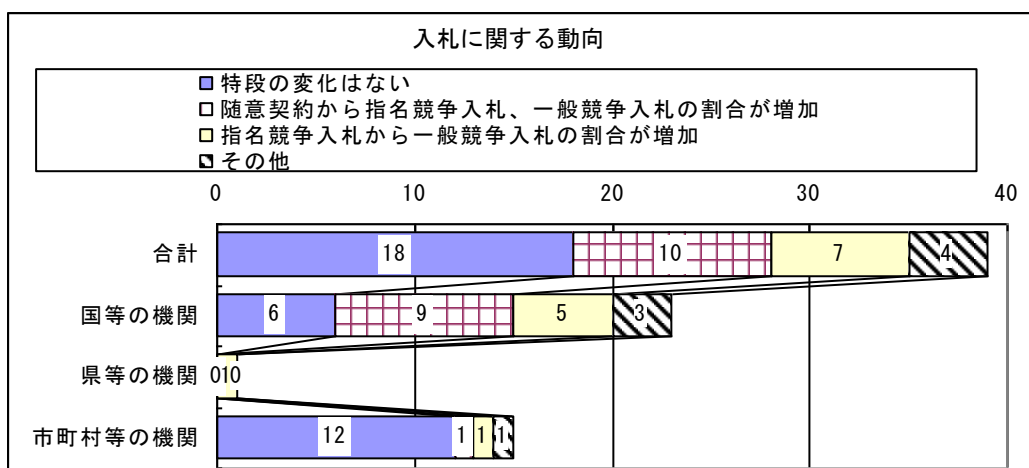 入札に関する動向
特段の変化はない
随意契約から指名競争入札、一般競争入札の割合が増加
指名競争入札から一般競争入札の割合が増加
その他
0 10 20 30 40
合計 18 10 7 4
国等の機関 6 9 5 3
県等の機関 010
市町村等の機関 12 1 1 1